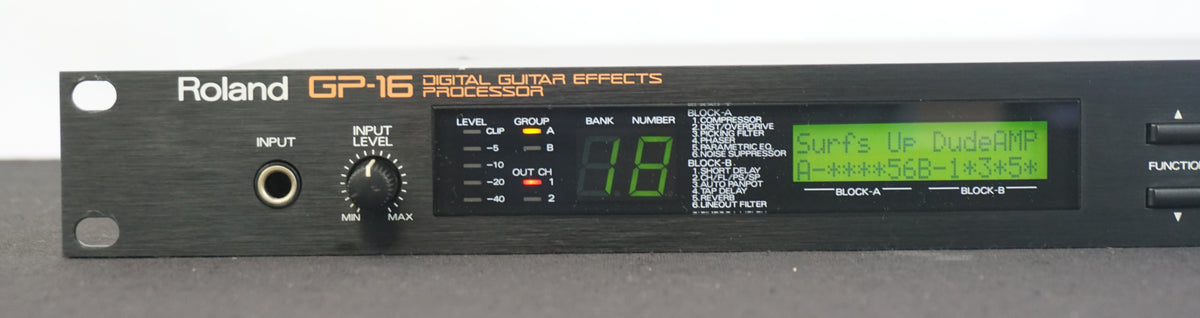 Roland GP-16 DIGITAL GUITAR EFFECTS
PROCESSOR
INPUT
INPUT
LEVEL
MIN MAX
LEVEL GROUP
CLIP A
-5 B
-10
OUT CH
-20 1
-40 2
BANK NUMBER
18
BLOCK-A
1.COMPRESSOR
2.DIST/OVERDRIVE
3.PICKING FILTER
4.PHASER
5.PARAMETRIC EQ.
6.NOISE SUPPRESSOR
BLOCK-B
1.SHORT DELAY
2.CH/FL/PS/SP
3.AUTO PANPOT
4.TAP DELAY
5.REVERB
6.LINEOUT FILTER
Surfs Up DudeAMP
A-****56B-1*3*5*
BLOCK-A BLOCK-B
▲
FUNCTIO
▼